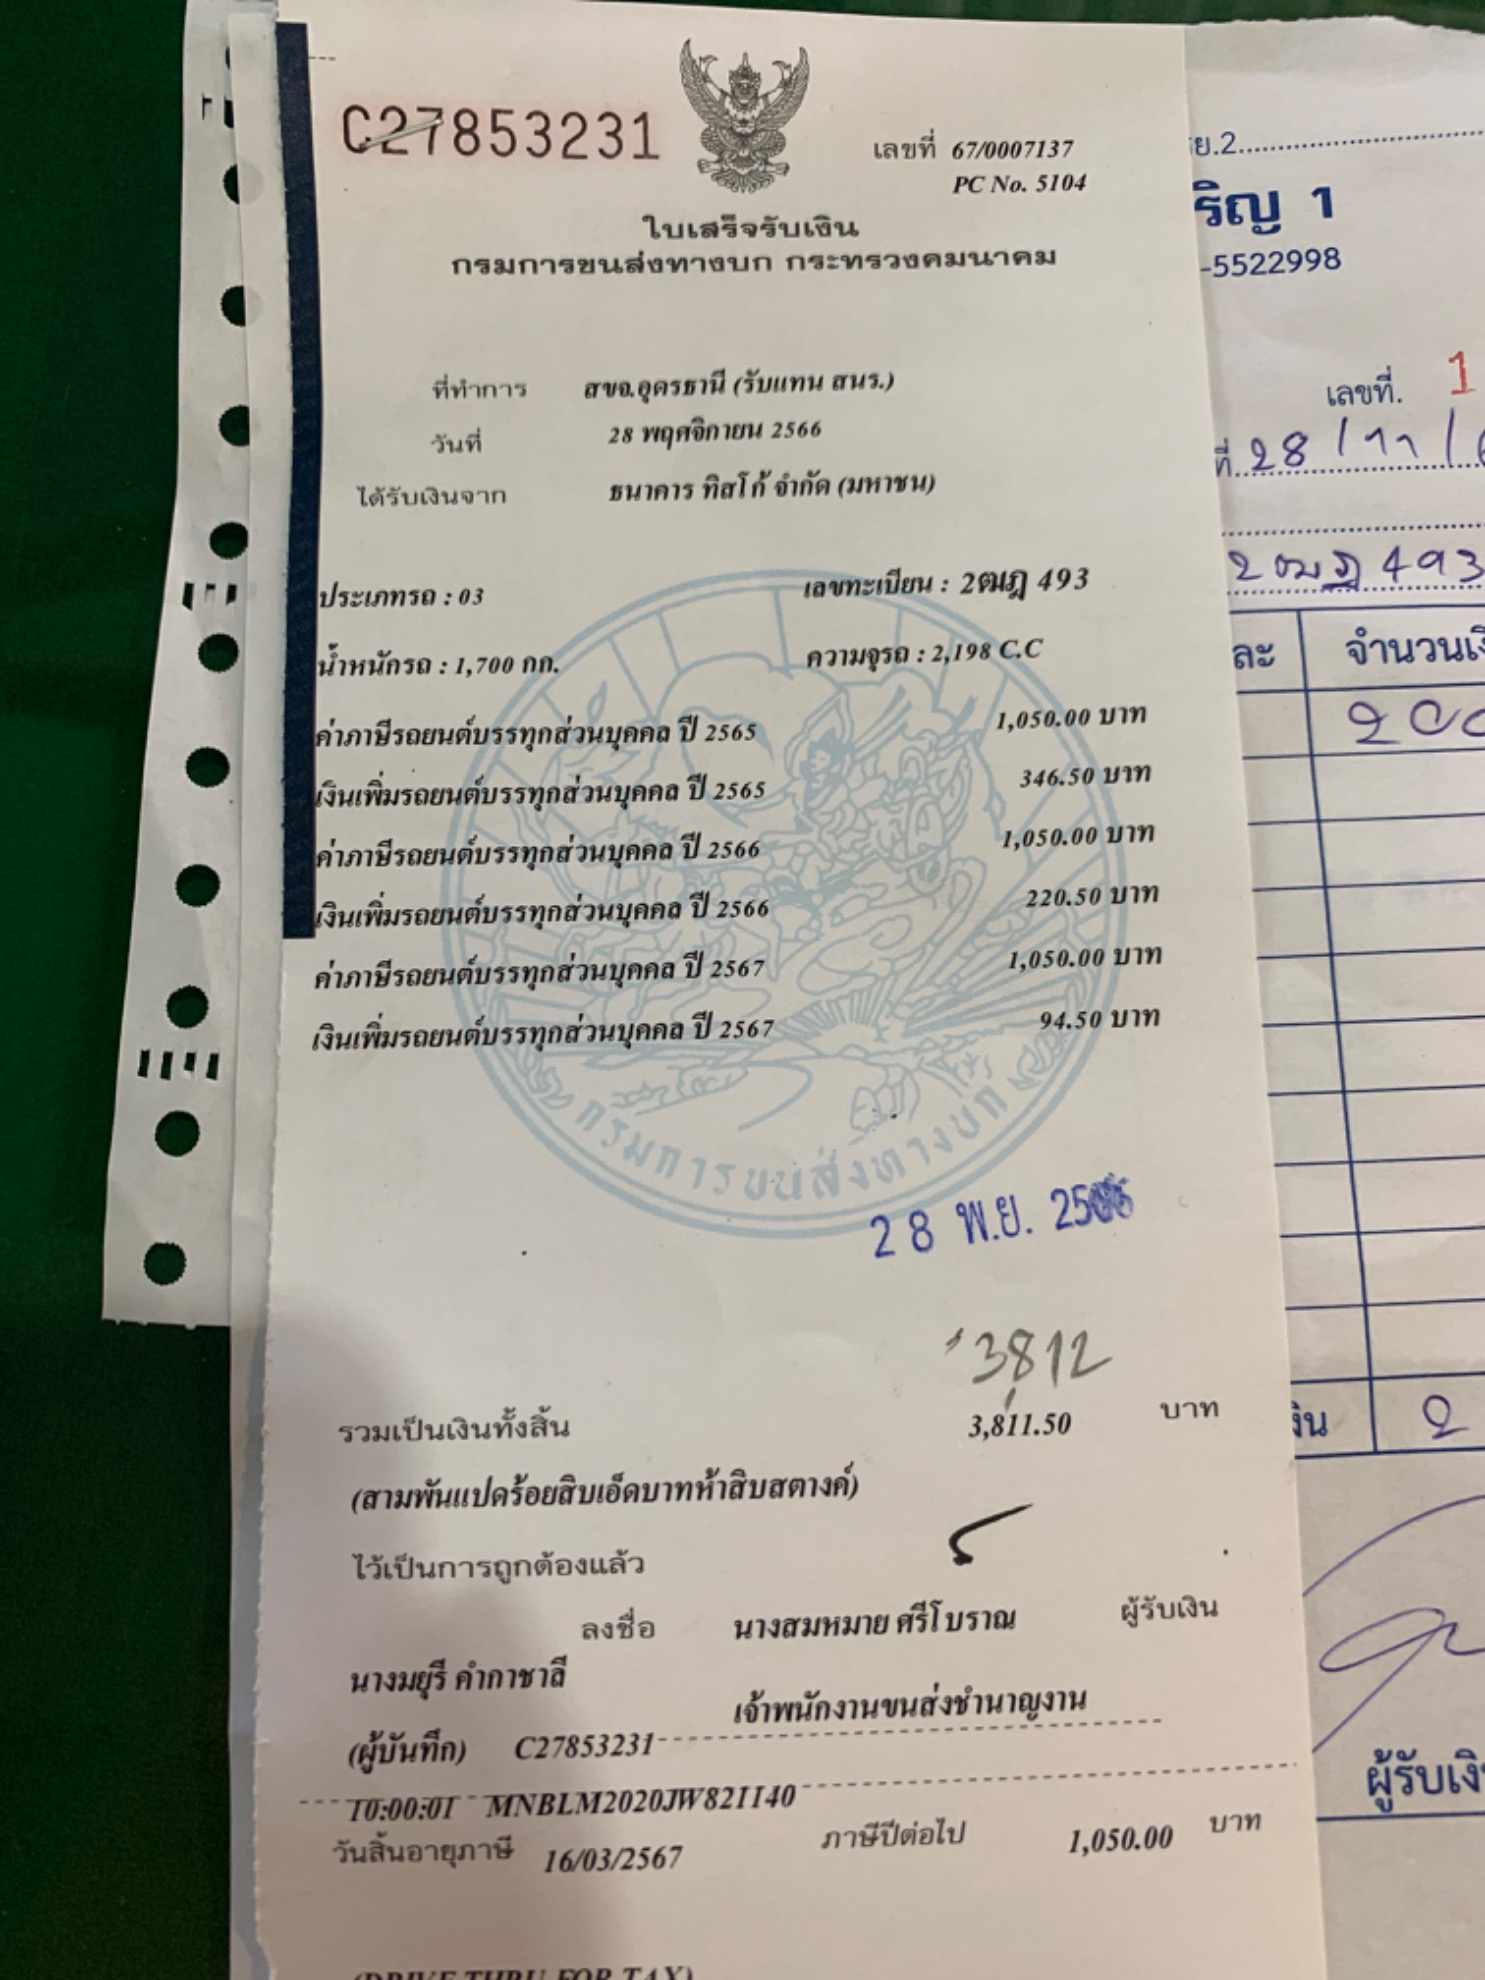 C27853231
เลขที่ 67/0007137
PC No. 5104
ใบเสร็จรับเงิน
กรมการขนส่งทางบก กระทรวงคมนาคม
ที่ทำการ สขจ.อุดรธานี (รับแทน สนร.)
วันที่ 28 พฤศจิกายน 2566
ได้รับเงินจาก ธนาคาร ทิสโก้ จำกัด (มหาชน)
ประเภทรถ : 03 เลขทะเบียน : 2ฒฎ 493
น้ำหนักรถ : 1,700 กก. ความจุรถ : 2,198 C.C
ค่าภาษีรถยนต์บรรทุกส่วนบุคคล ปี 2565 1,050.00 บาท
เงินเพิ่มรถยนต์บรรทุกส่วนบุคคล ปี 2565 346.50 บาท
ค่าภาษีรถยนต์บรรทุกส่วนบุคคล ปี 2566 1,050.00 บาท
เงินเพิ่มรถยนต์บรรทุกส่วนบุคคล ปี 2566 220.50 บาท
ค่าภาษีรถยนต์บรรทุกส่วนบุคคล ปี 2567 1,050.00 บาท
เงินเพิ่มรถยนต์บรรทุกส่วนบุคคล ปี 2567 94.50 บาท
กรมการขนส่งทางบก
28 พ.ย. 2566
3812
รวมเป็นเงินทั้งสิ้น 3,811.50 บาท
(สามพันแปดร้อยสิบเอ็ดบาทห้าสิบสตางค์)
ไว้เป็นการถูกต้องแล้ว
ลงชื่อ นางสมหมาย ศรีโบราณ ผู้รับเงิน
นางมยุรี คำกาชาลี
เจ้าพนักงานขนส่งชำนาญงาน
(ผู้บันทึก) C27853231
10:00:01 MNBLM2020JW821140
วันสิ้นอายุภาษี 16/03/2567 ภาษีปีต่อไป 1,050.00 บาท
(DRIVE THRU FOR TAX)
ย.2
ริญ 1
-5522998
เลขที่. 1
ที่ 28/11/
2ฒฎ 493
ละ จำนวนเงิ
200
งิน 2
ผู้รับเงิ